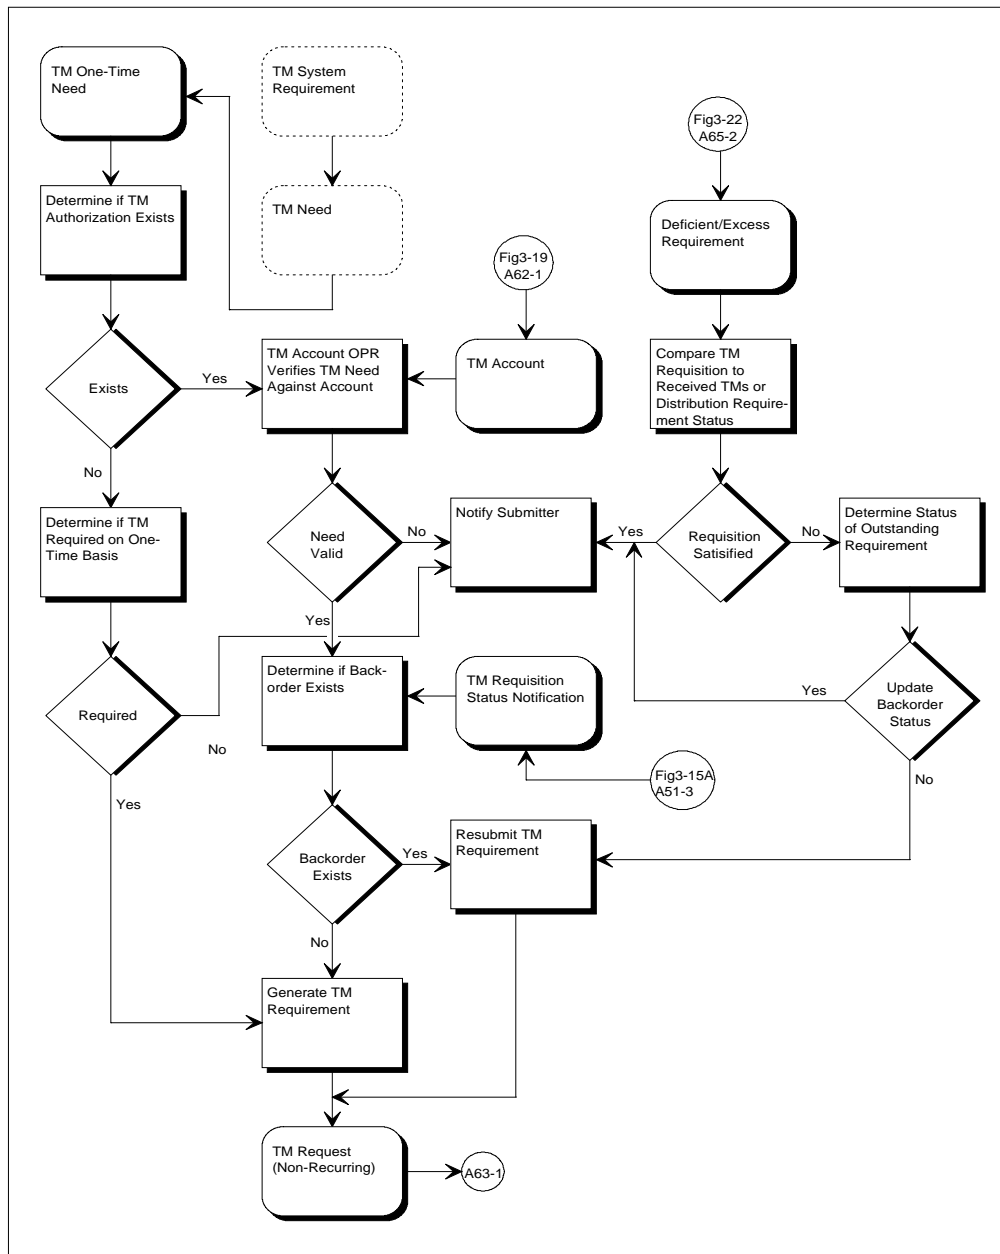 TM One-Time
Need
TM System
Requirement
Fig3-22
A65-2
Determine if TM
Authorization Exists
TM Need
Deficient/Excess
Requirement
Fig3-19
A62-1
Exists
Yes
TM Account OPR
Verifies TM Need
Against Account
TM Account
Compare TM
Requisition to
Received TMs or
Distribution Require-
ment Status
No
Determine if TM
Required on One-
Time Basis
Need
Valid
No
Notify Submitter
Yes
Requisition
Satisified
No
Determine Status
of Outstanding
Requirement
Yes
Required
No
Determine if Back-
order Exists
TM Requisition
Status Notification
Yes
Update
Backorder
Status
Fig3-15A
A51-3
No
Yes
Backorder
Exists
Yes
Resubmit TM
Requirement
No
Generate TM
Requirement
TM Request
(Non-Recurring)
A63-1